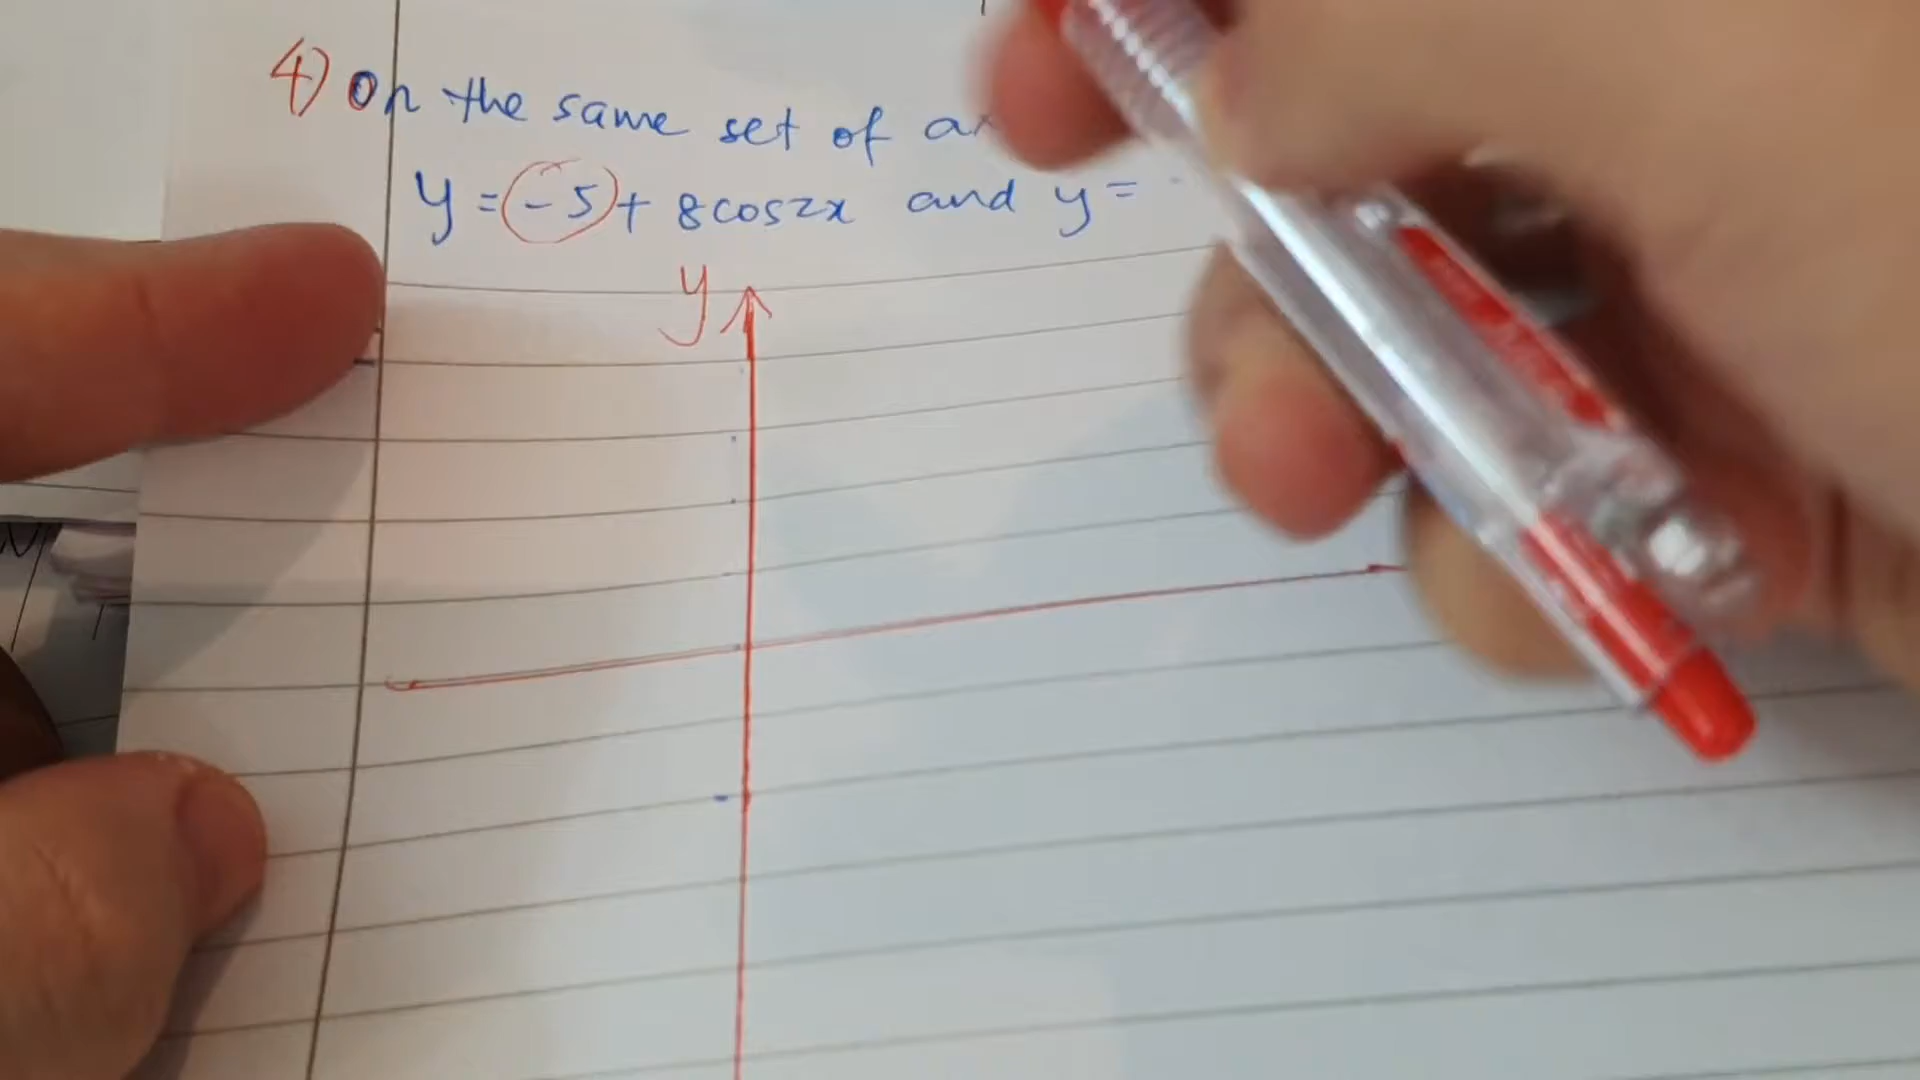 4) On the same set of
y = -5 + 8cos2x and y = -
y